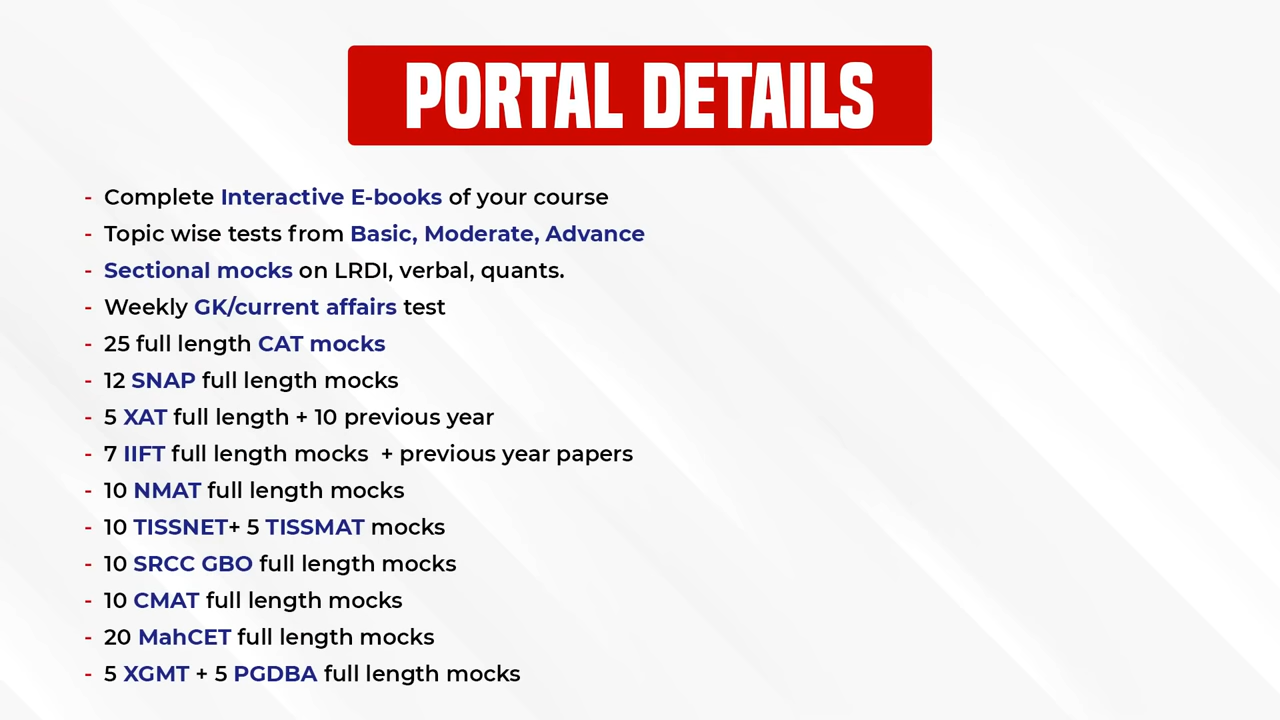 PORTAL DETAILS
- Complete Interactive E-books of your course
- Topic wise tests from Basic, Moderate, Advance
- Sectional mocks on LRDI, verbal, quants.
- Weekly GK/current affairs test
- 25 full length CAT mocks
- 12 SNAP full length mocks
- 5 XAT full length + 10 previous year
- 7 IIFT full length mocks  + previous year papers
- 10 NMAT full length mocks
- 10 TISSNET+ 5 TISSMAT mocks
- 10 SRCC GBO full length mocks
- 10 CMAT full length mocks
- 20 MahCET full length mocks
- 5 XGMT + 5 PGDBA full length mocks